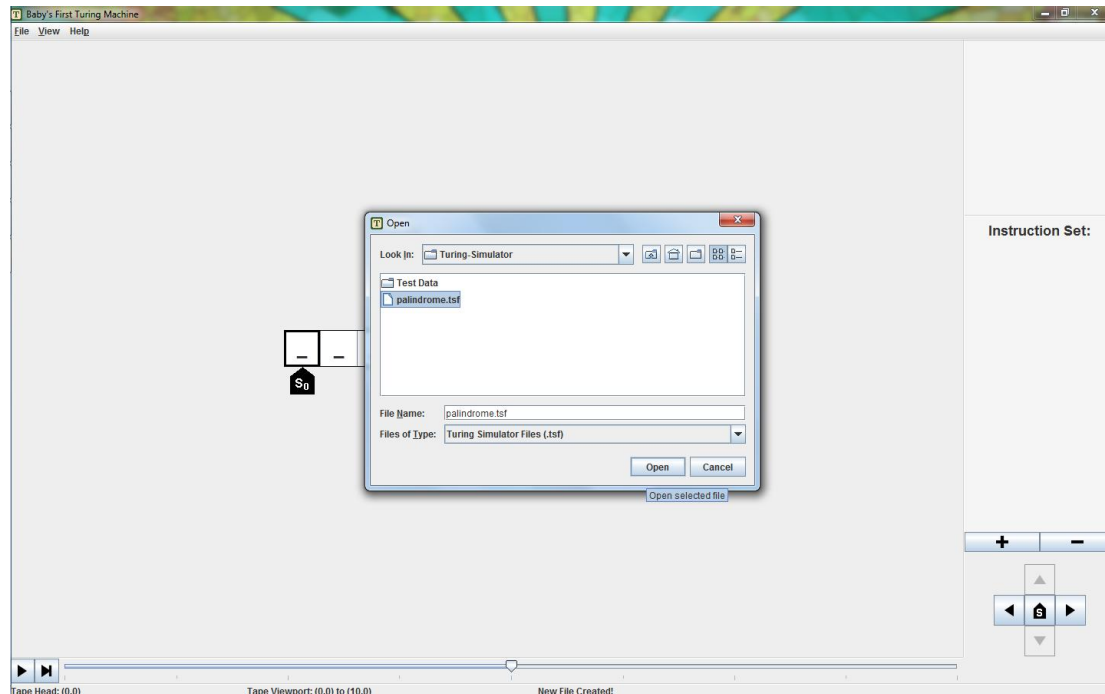 Baby's First Turing Machine
File View Help
Open
Look In: Turing-Simulator
Test Data
palindrome.tsf
Instruction Set:
_ _
S0
File Name: palindrome.tsf
Files of Type: Turing Simulator Files (.tsf)
Open Cancel
Open selected file
+ −
S
Tape Head: (0,0) Tape Viewport: (0,0) to (10,0) New File Created!